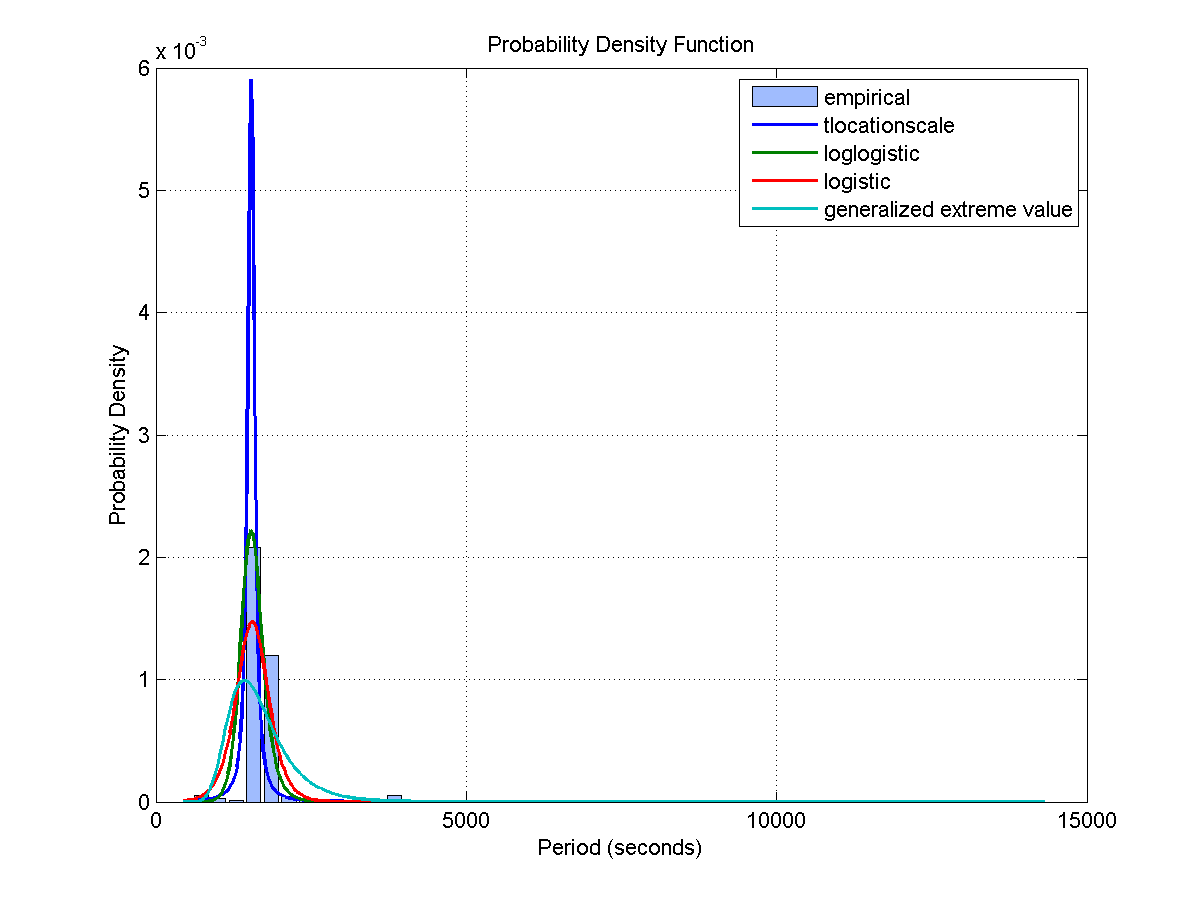 Probability Density Function
x 10-3
6
5
4
3
2
1
0
0 5000 10000 15000
Probability Density
Period (seconds)
empirical
tlocationscale
loglogistic
logistic
generalized extreme value